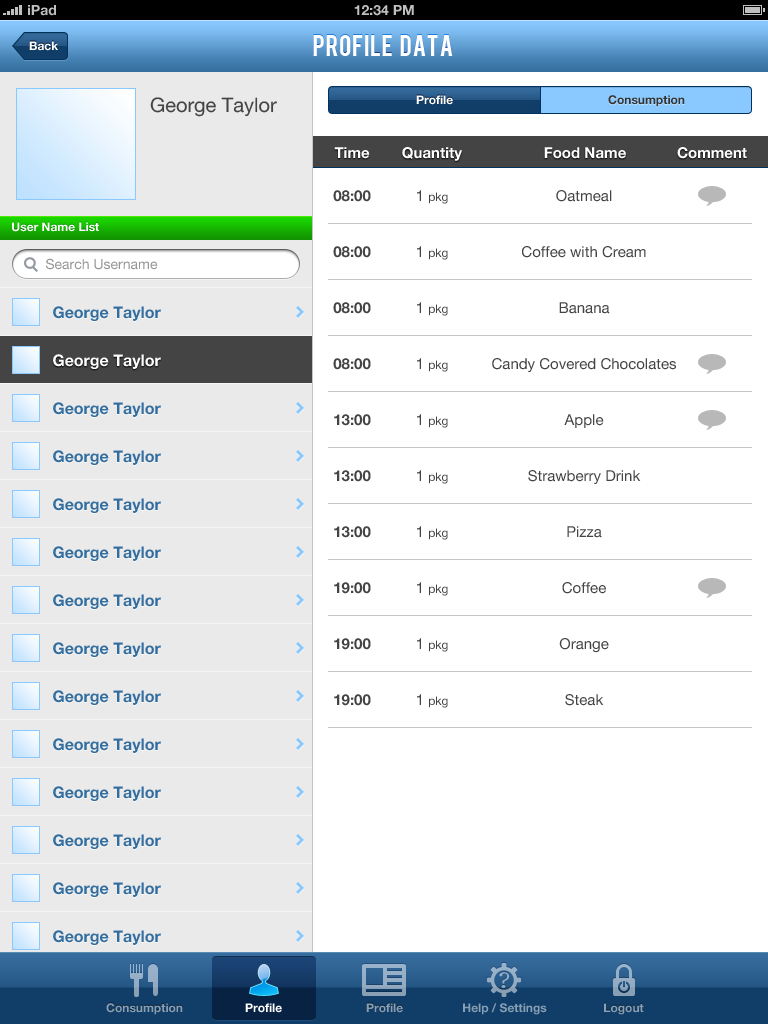 iPad 12:34 PM
Back PROFILE DATA
George Taylor
User Name List
Search Username
George Taylor
George Taylor
George Taylor
George Taylor
George Taylor
George Taylor
George Taylor
George Taylor
George Taylor
George Taylor
George Taylor
George Taylor
George Taylor
George Taylor
Profile Consumption
Time Quantity Food Name Comment
08:00 1 pkg Oatmeal
08:00 1 pkg Coffee with Cream
08:00 1 pkg Banana
08:00 1 pkg Candy Covered Chocolates
13:00 1 pkg Apple
13:00 1 pkg Strawberry Drink
13:00 1 pkg Pizza
19:00 1 pkg Coffee
19:00 1 pkg Orange
19:00 1 pkg Steak
Consumption Profile Profile Help / Settings Logout